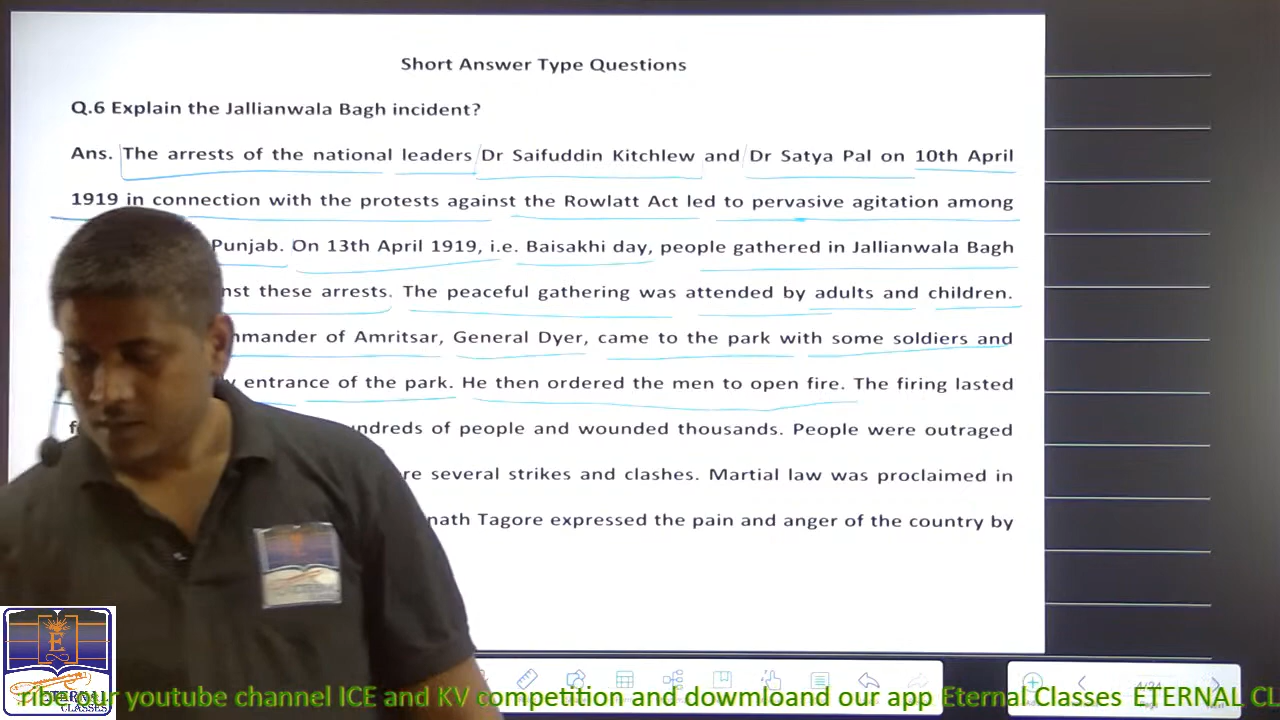 Short Answer Type Questions
Q.6 Explain the Jallianwala Bagh incident?
Ans. The arrests of the national leaders Dr Saifuddin Kitchlew and Dr Satya Pal on 10th April
1919 in connection with the protests against the Rowlatt Act led to pervasive agitation among
Punjab. On 13th April 1919, i.e. Baisakhi day, people gathered in Jallianwala Bagh
these arrests. The peaceful gathering was attended by adults and children.
of Amritsar, General Dyer, came to the park with some soldiers and
entrance of the park. He then ordered the men to open fire. The firing lasted
of people and wounded thousands. People were outraged
several strikes and clashes. Martial law was proclaimed in
Tagore expressed the pain and anger of the country by
E
CLASSES
our youtube channel ICE and KV competition and dowmloand our app Eternal Classes ETERNAL